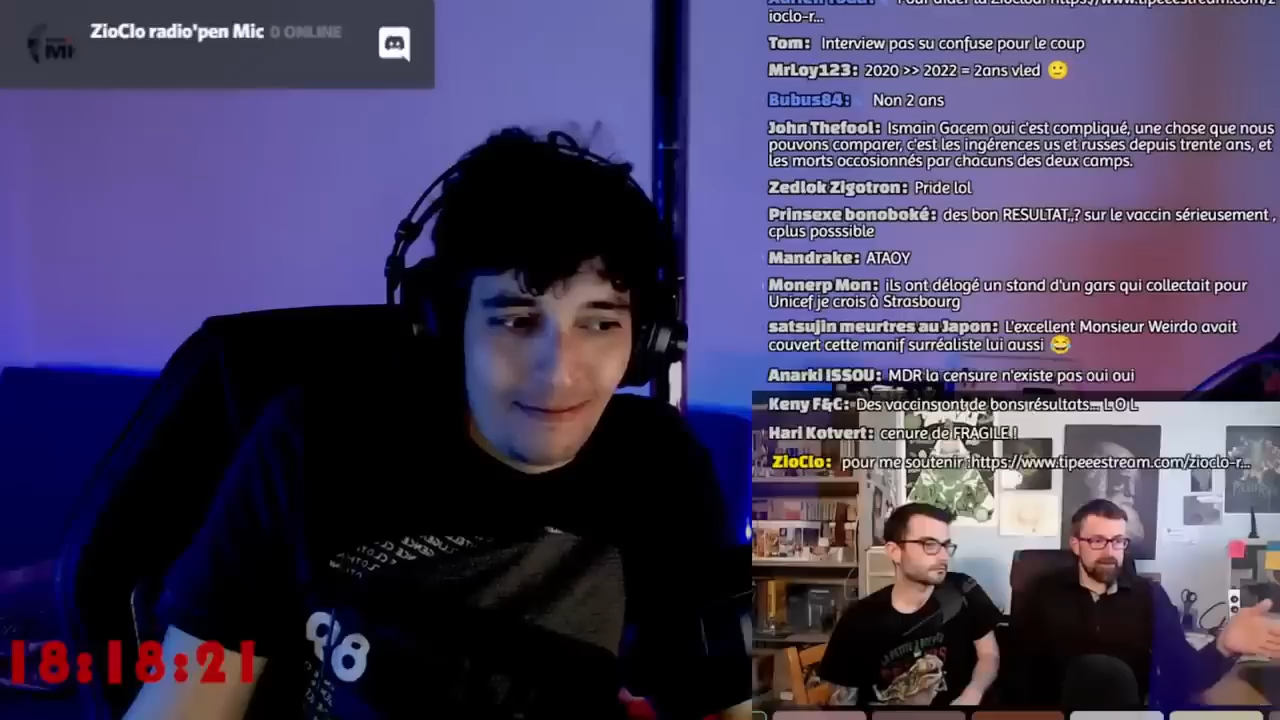 ZioClo radio'pen Mic 0 ONLINE
ioclo-r...
Tom: Interview pas su confuse pour le coup
MrLoy123: 2020 >> 2022 = 2ans vled 🙂
Bubus84: Non 2 ans
John Thefool: Ismain Gacem oui c'est compliqué, une chose que nous
pouvons comparer, c'est les ingérences us et russes depuis trente ans, et
les morts occosionnés par chacuns des deux camps.
Zedlok Zigotron: Pride lol
Prinsexe bonoboké: des bon RESULTAT,,? sur le vaccin sérieusement ,
cplus posssible
Mandrake: ATAOY
Monerp Mon: ils ont délogé un stand d'un gars qui collectait pour
Unicef je crois à Strasbourg
satsujin meurtres au Japon: L'excellent Monsieur Weirdo avait
couvert cette manif surréaliste lui aussi 😂
Anarki ISSOU: MDR la censure n'existe pas oui oui
Keny F&C: Des vaccins ont de bons résultats... L O L
Hari Kotvert: cenure de FRAGILE !
ZioClo: pour me soutenir :https://www.tipeeestream.com/zioclo-r...
18:18:21